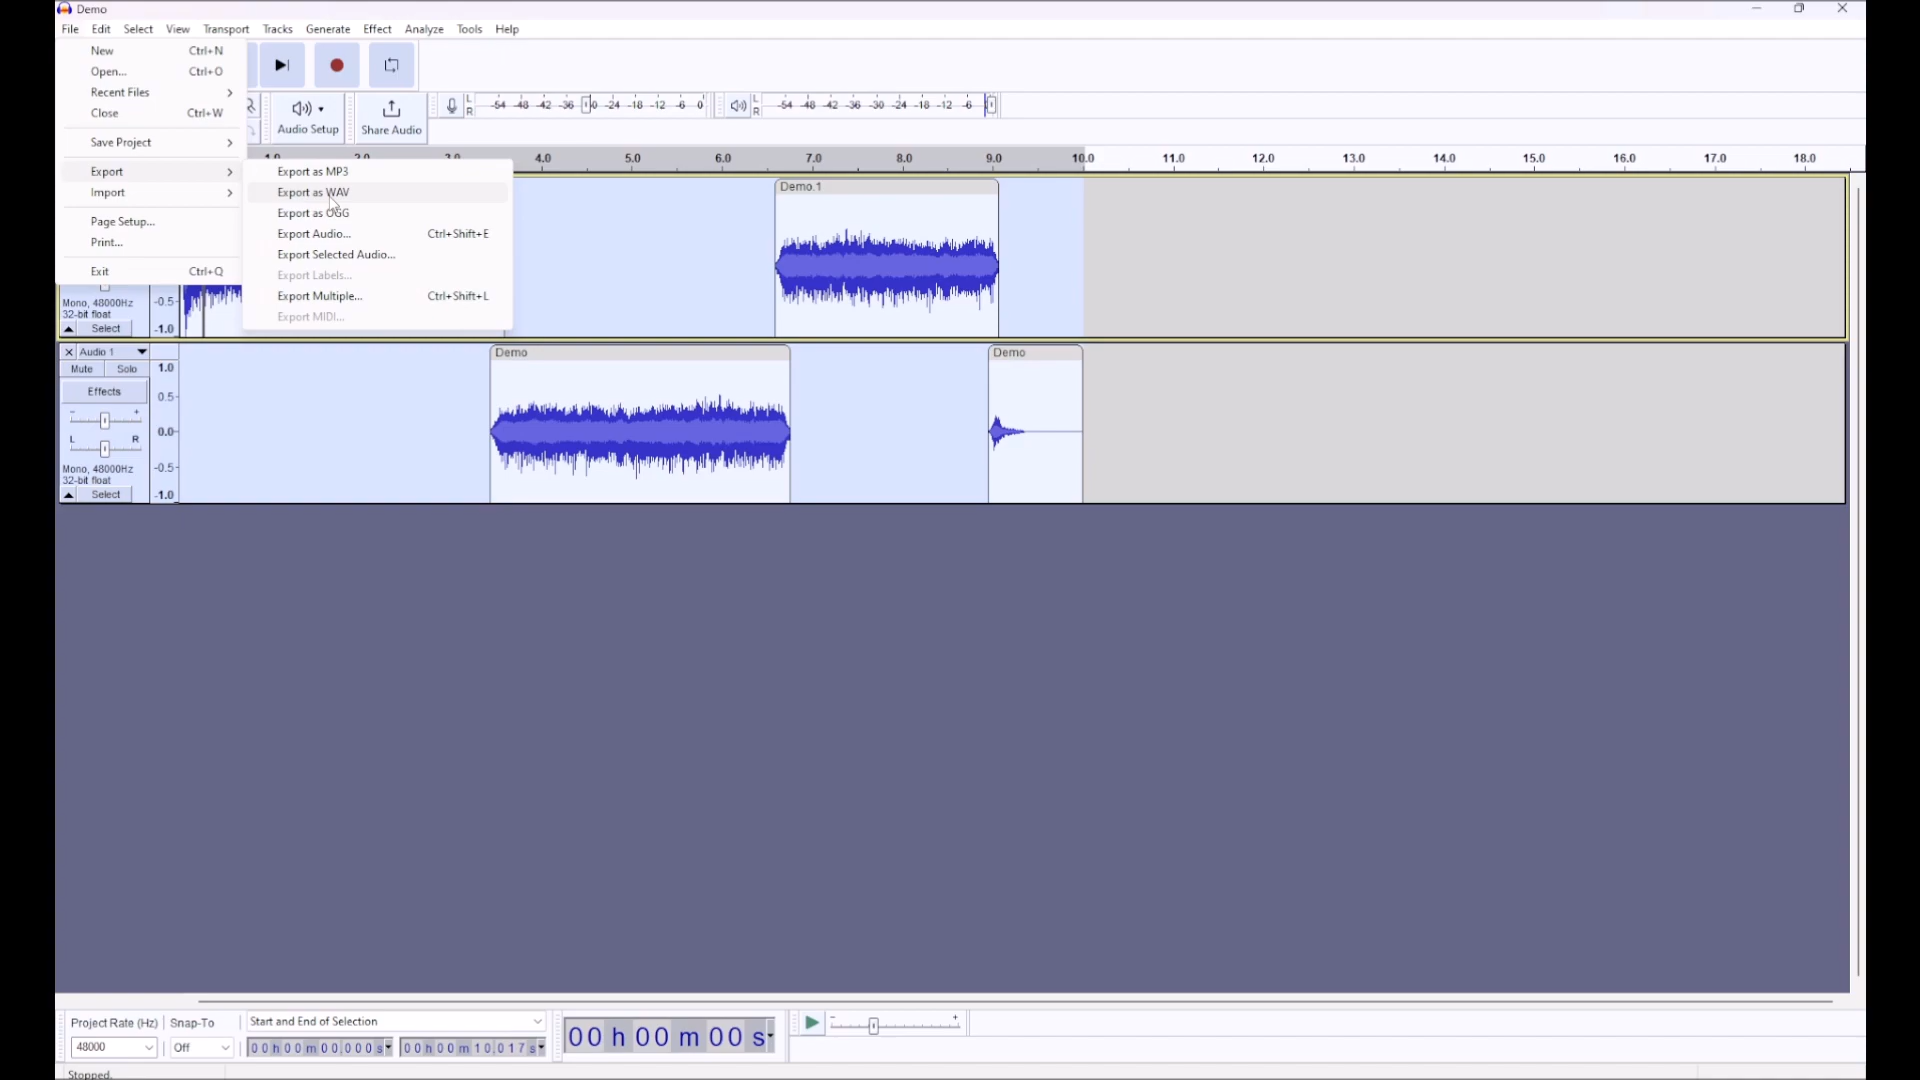 Demo
File Edit Select View Transport Tracks Generate Effect Analyze Tools Help
New Ctrl+N
Open... Ctrl+O
Recent Files
Close Ctrl+W
Save Project
Export
Import
Page Setup...
Print...
Exit Ctrl+Q
Export as MP3
Export as WAV
Export as OGG
Export Audio... Ctrl+Shift+E
Export Selected Audio...
Export Labels...
Export Multiple... Ctrl+Shift+L
Export MIDI...
Audio Setup
Share Audio
L
R
-54 -48 -42 -36 -24 -18 -12 -6 0
L
R
-54 -48 -42 -36 -30 -24 -18 -12 -6
4.0 5.0 6.0 7.0 8.0 9.0 10.0 11.0 12.0 13.0 14.0 15.0 16.0 17.0 18.0
Demo.1
Mono, 48000Hz
32-bit float
Select
-0.5
-1.0
Audio 1
Mute Solo
Effects
- +
L R
Mono, 48000Hz
32-bit float
Select
1.0
0.5
0.0
-0.5
-1.0
Demo
Demo
Project Rate (Hz)
48000
Snap-To
Off
Start and End of Selection
00h00m00.000s
00h00m10.017s
00h00m00s
- +
Stopped.